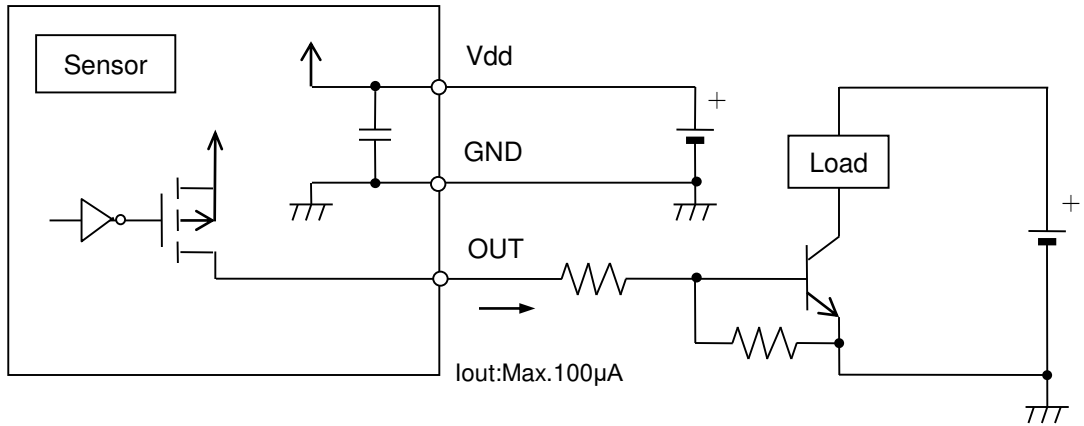 Sensor
Vdd
+
GND
Load
+
OUT
Iout:Max.100µA